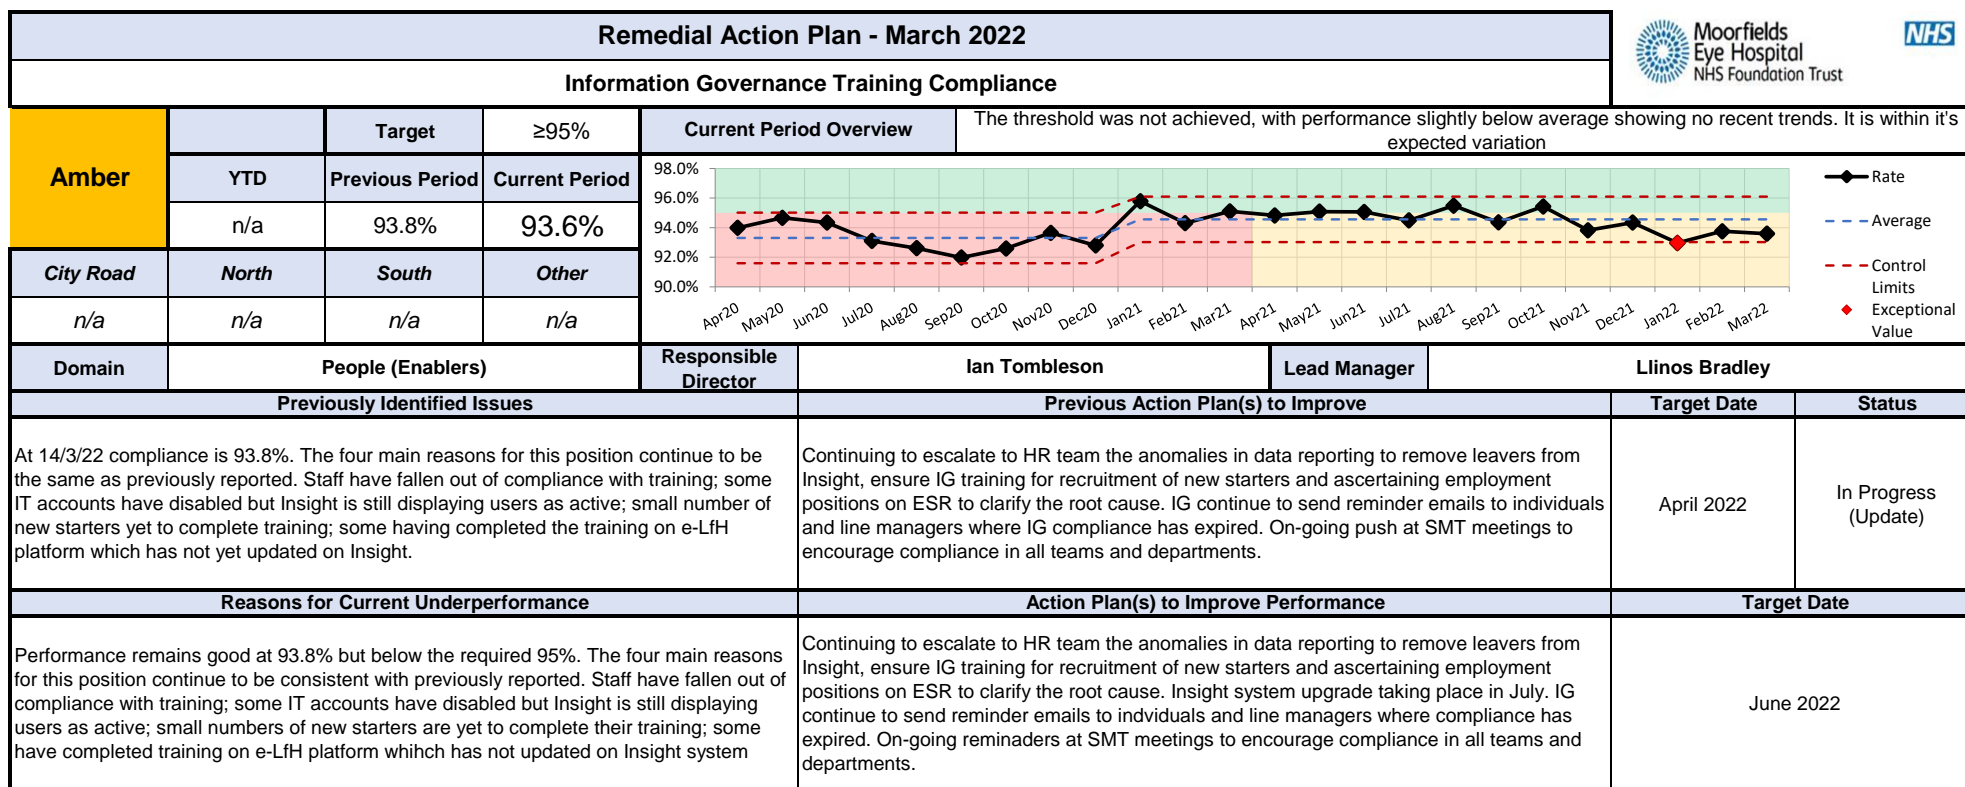 Remedial Action Plan - March 2022
Moorfields
Eye Hospital
NHS Foundation Trust
NHS
Information Governance Training Compliance
Amber
Target
≥95%
YTD
Previous Period
Current Period
n/a
93.8%
93.6%
City Road
North
South
Other
n/a
n/a
n/a
n/a
Current Period Overview
The threshold was not achieved, with performance slightly below average showing no recent trends. It is within it's
expected variation
98.0%
96.0%
94.0%
92.0%
90.0%
Apr20
May20
Jun20
Jul20
Aug20
Sep20
Oct20
Nov20
Dec20
Jan21
Feb21
Mar21
Apr21
May21
Jun21
Jul21
Aug21
Sep21
Oct21
Nov21
Dec21
Jan22
Feb22
Mar22
Rate
Average
Control
Limits
Exceptional
Value
Domain
People (Enablers)
Responsible
Director
Ian Tombleson
Lead Manager
Llinos Bradley
Previously Identified Issues
Previous Action Plan(s) to Improve
Target Date
Status
At 14/3/22 compliance is 93.8%. The four main reasons for this position continue to be
the same as previously reported. Staff have fallen out of compliance with training; some
IT accounts have disabled but Insight is still displaying users as active; small number of
new starters yet to complete training; some having completed the training on e-LfH
platform which has not yet updated on Insight.
Continuing to escalate to HR team the anomalies in data reporting to remove leavers from
Insight, ensure IG training for recruitment of new starters and ascertaining employment
positions on ESR to clarify the root cause. IG continue to send reminder emails to individuals
and line managers where IG compliance has expired. On-going push at SMT meetings to
encourage compliance in all teams and departments.
April 2022
In Progress
(Update)
Reasons for Current Underperformance
Action Plan(s) to Improve Performance
Target Date
Performance remains good at 93.8% but below the required 95%. The four main reasons
for this position continue to be consistent with previously reported. Staff have fallen out of
compliance with training; some IT accounts have disabled but Insight is still displaying
users as active; small numbers of new starters are yet to complete their training; some
have completed training on e-LfH platform whihch has not updated on Insight system
Continuing to escalate to HR team the anomalies in data reporting to remove leavers from
Insight, ensure IG training for recruitment of new starters and ascertaining employment
positions on ESR to clarify the root cause. Insight system upgrade taking place in July. IG
continue to send reminder emails to indviduals and line managers where compliance has
expired. On-going reminaders at SMT meetings to encourage compliance in all teams and
departments.
June 2022